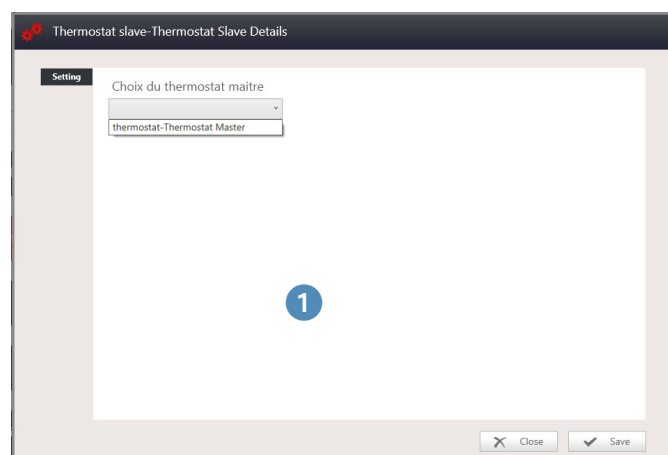 Thermostat slave-Thermostat Slave Details
Setting
Choix du thermostat maitre
thermostat-Thermostat Master
1
Close
Save